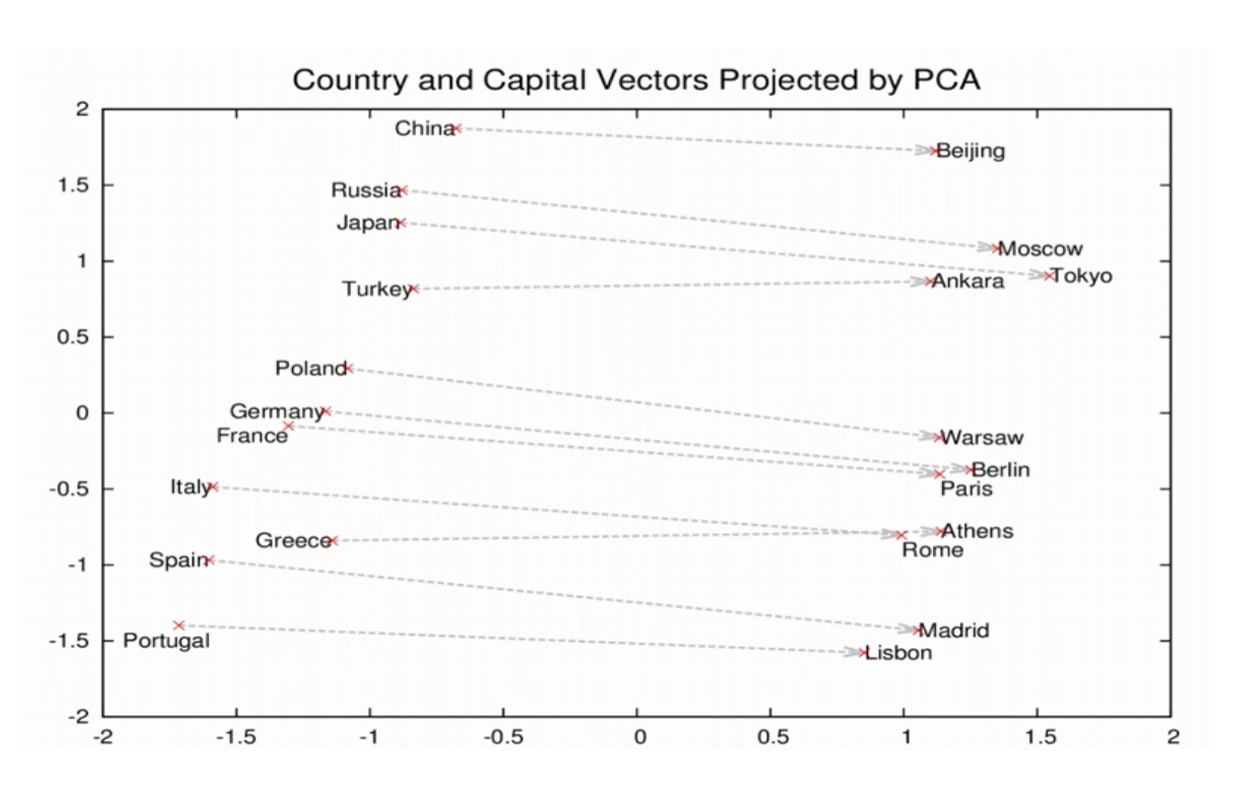 Country and Capital Vectors Projected by PCA
2
China
Beijing
1.5
Russia
Japan
Moscow
1
Tokyo
Turkey
Ankara
0.5
Poland
0
Germany
France
Warsaw
Berlin
-0.5
Italy
Paris
Athens
Greece
Rome
-1
Spain
Madrid
-1.5
Portugal
Lisbon
-2
-2 -1.5 -1 -0.5 0 0.5 1 1.5 2